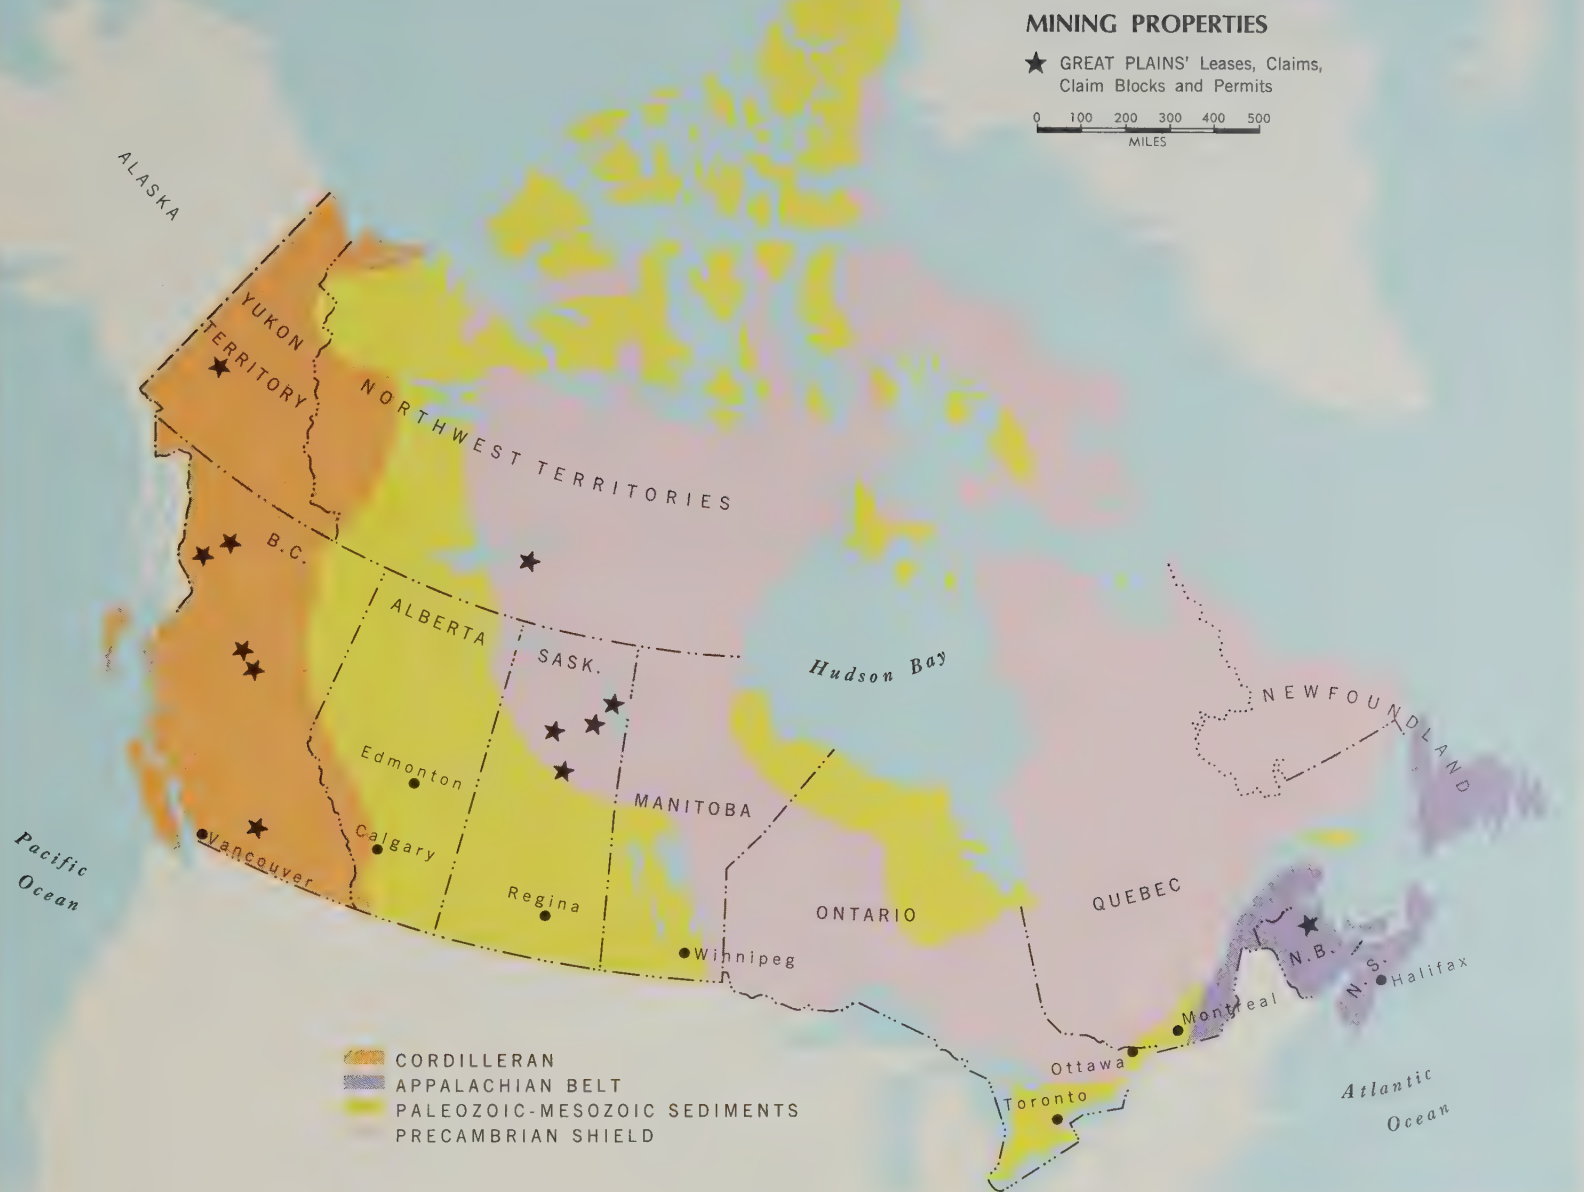 MINING PROPERTIES
★ GREAT PLAINS' Leases, Claims,
Claim Blocks and Permits
0 100 200 300 400 500
MILES
ALASKA
YUKON
TERRITORY
NORTHWEST TERRITORIES
B.C.
ALBERTA
SASK.
Hudson Bay
NEWFOUNDLAND
Edmonton
MANITOBA
Pacific
Ocean
Vancouver
Calgary
Regina
ONTARIO
QUEBEC
Winnipeg
N.B.
N.S.
Halifax
Montreal
Ottawa
Toronto
Atlantic
Ocean
CORDILLERAN
APPALACHIAN BELT
PALEOZOIC-MESOZOIC SEDIMENTS
PRECAMBRIAN SHIELD